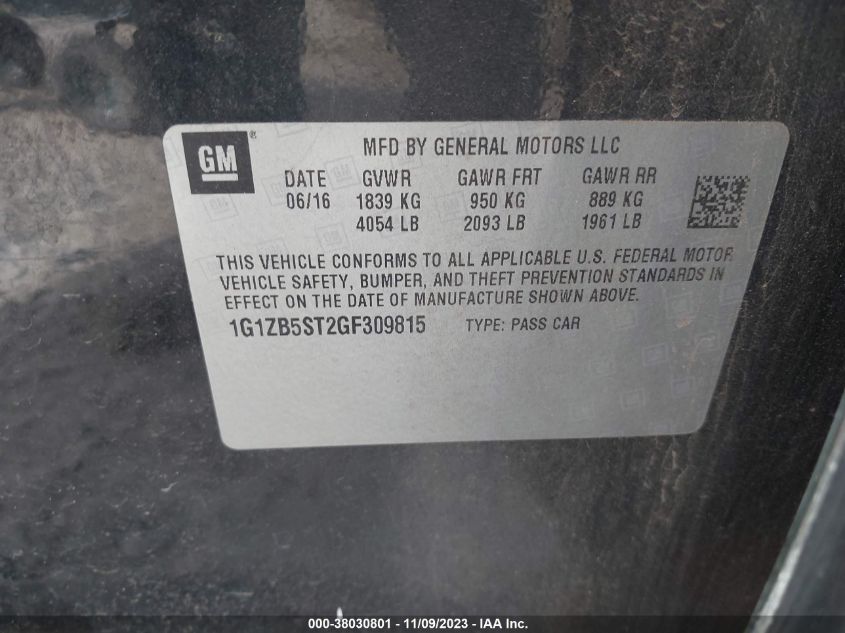 GM ®
MFD BY GENERAL MOTORS LLC
DATE GVWR GAWR FRT GAWR RR
06/16 1839 KG 950 KG 889 KG
4054 LB 2093 LB 1961 LB
THIS VEHICLE CONFORMS TO ALL APPLICABLE U.S. FEDERAL MOTOR
VEHICLE SAFETY, BUMPER, AND THEFT PREVENTION STANDARDS IN
EFFECT ON THE DATE OF MANUFACTURE SHOWN ABOVE.
1G1ZB5ST2GF309815 TYPE: PASS CAR
000-38030801 - 11/09/2023 - IAA Inc.